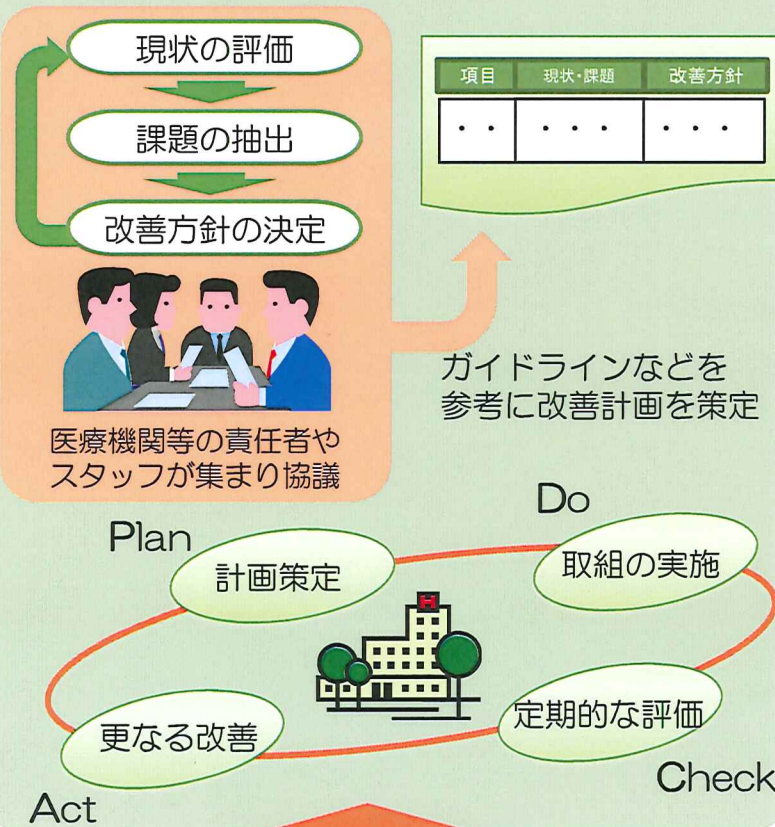 現状の評価
課題の抽出
改善方針の決定
医療機関等の責任者や
スタッフが集まり協議
項目 現状・課題 改善方針
・・ ・・・ ・・・
ガイドラインなどを
参考に改善計画を策定
Plan
計画策定
Do
取組の実施
H
定期的な評価
Check
更なる改善
Act